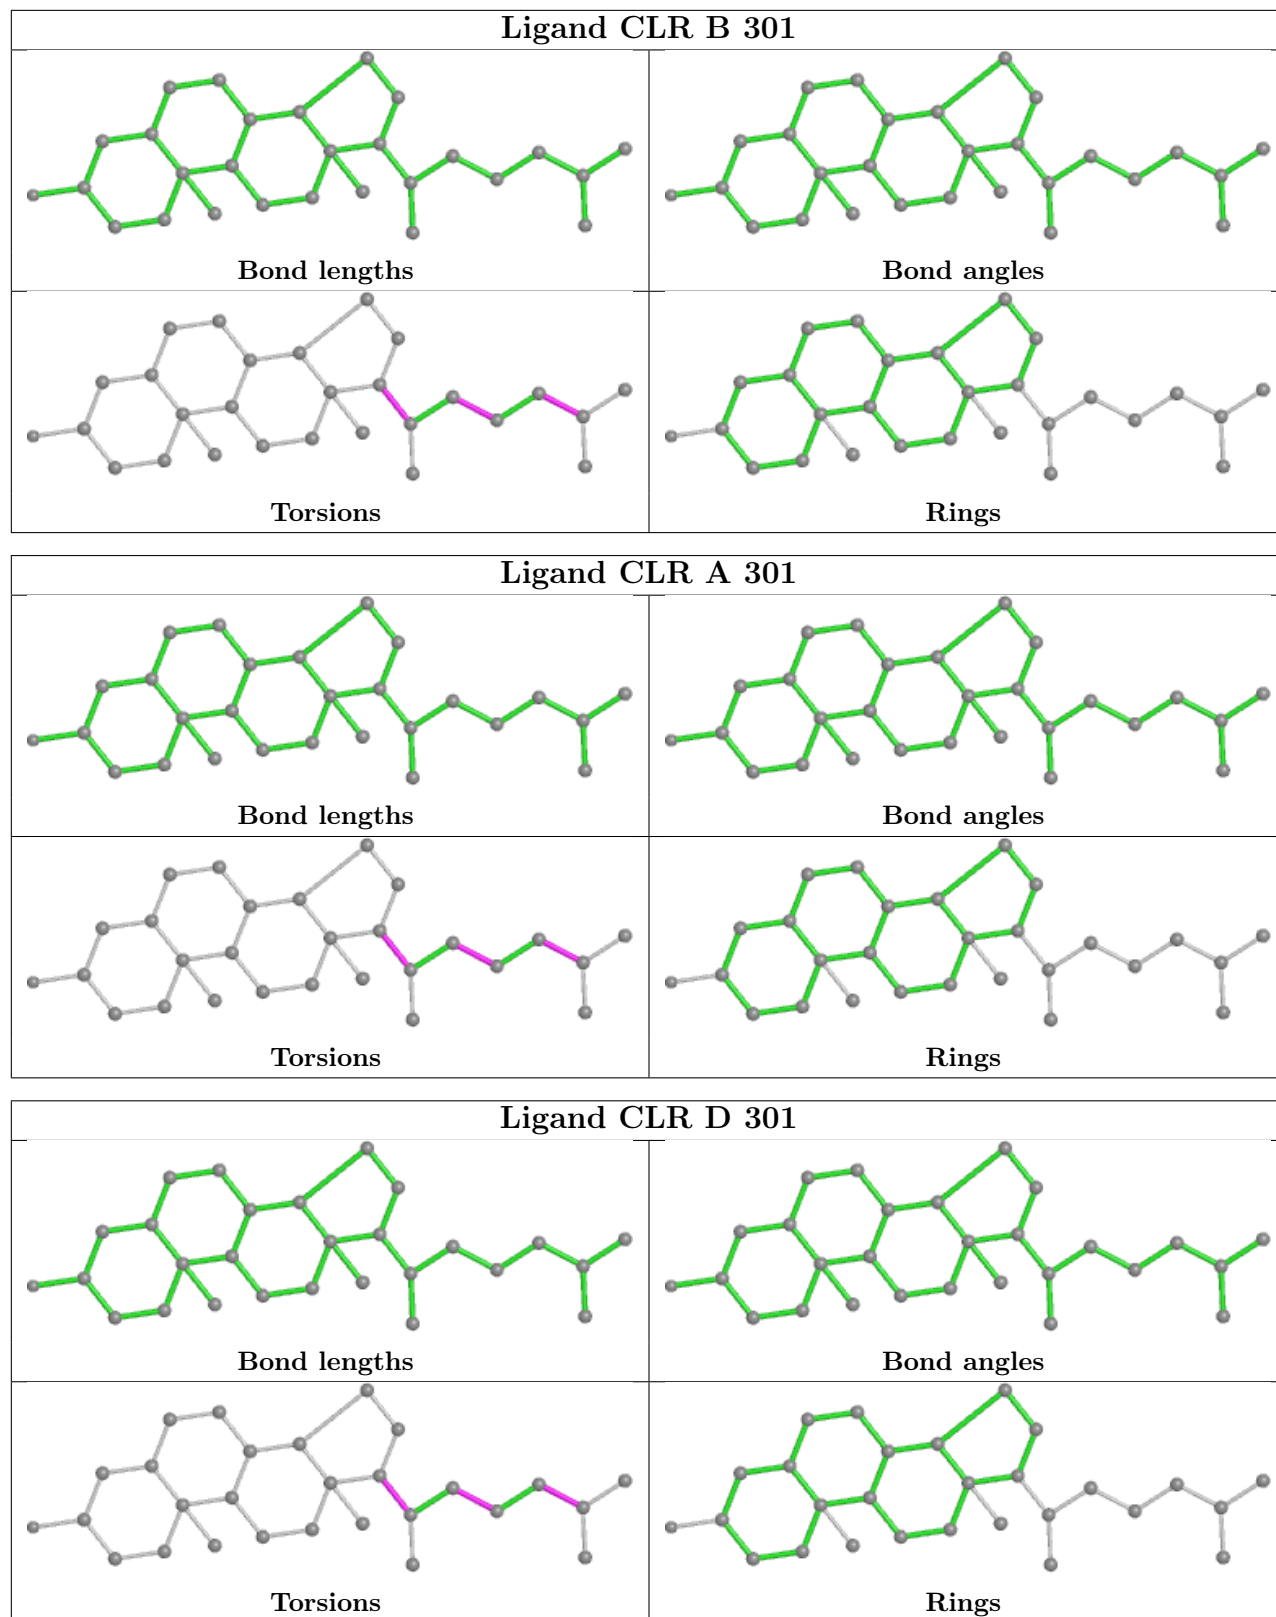 Ligand CLR B 301
Bond lengths
Bond angles
Torsions
Rings
Ligand CLR A 301
Bond lengths
Bond angles
Torsions
Rings
Ligand CLR D 301
Bond lengths
Bond angles
Torsions
Rings